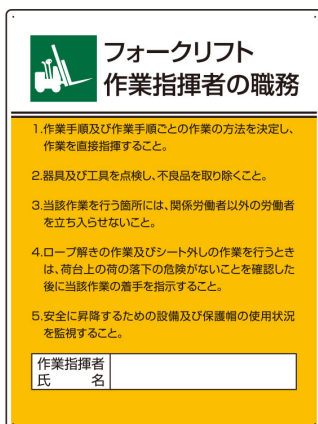 フォークリフト
作業指揮者の職務
1.作業手順及び作業手順ごとの作業の方法を決定し、
作業を直接指揮すること。
2.器具及び工具を点検し、不良品を取り除くこと。
3.当該作業を行う箇所には、関係労働者以外の労働者
を立ち入らせないこと。
4.ロープ解きの作業及びシート外しの作業を行うとき
は、荷台上の荷の落下の危険がないことを確認した
後に当該作業の着手を指示すること。
5.安全に昇降するための設備及び保護帽の使用状況
を監視すること。
作業指揮者
氏 名